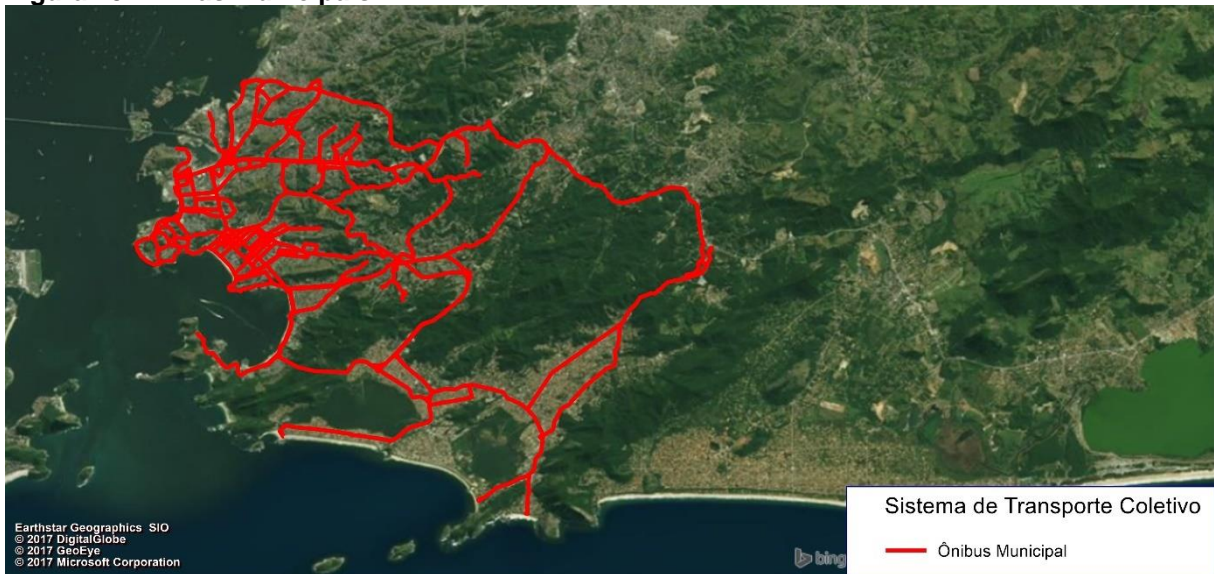 Earthstar Geographics SIO
© 2017 DigitalGlobe
© 2017 GeoEye
© 2017 Microsoft Corporation
bing
Sistema de Transporte Coletivo
Ônibus Municipal